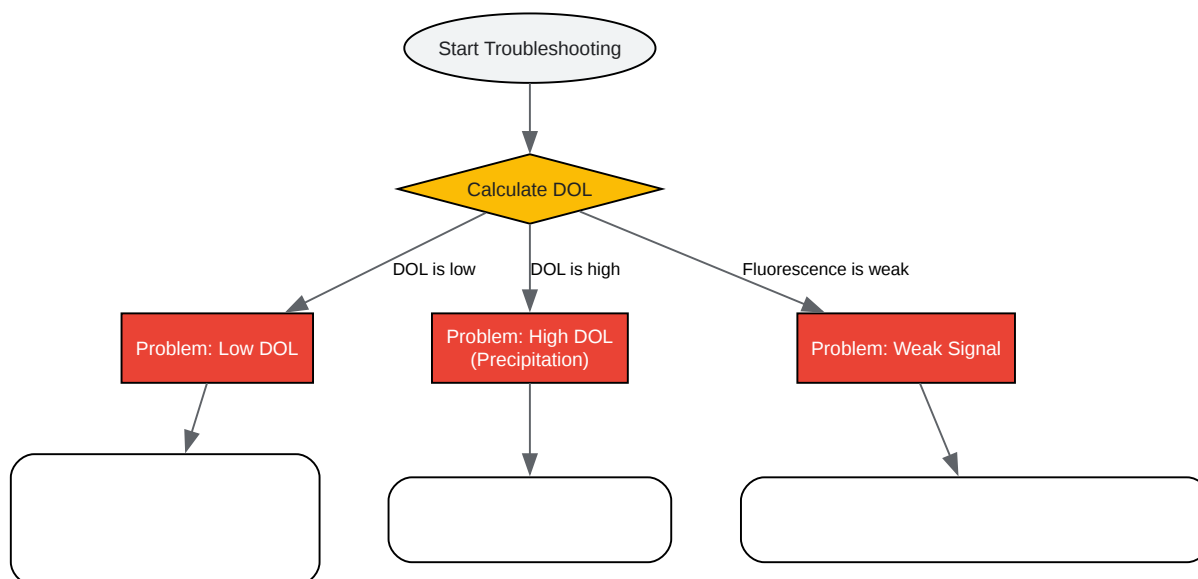 Start Troubleshooting
Calculate DOL
DOL is low
DOL is high
Fluorescence is weak
Problem: Low DOL
Problem: High DOL
(Precipitation)
Problem: Weak Signal